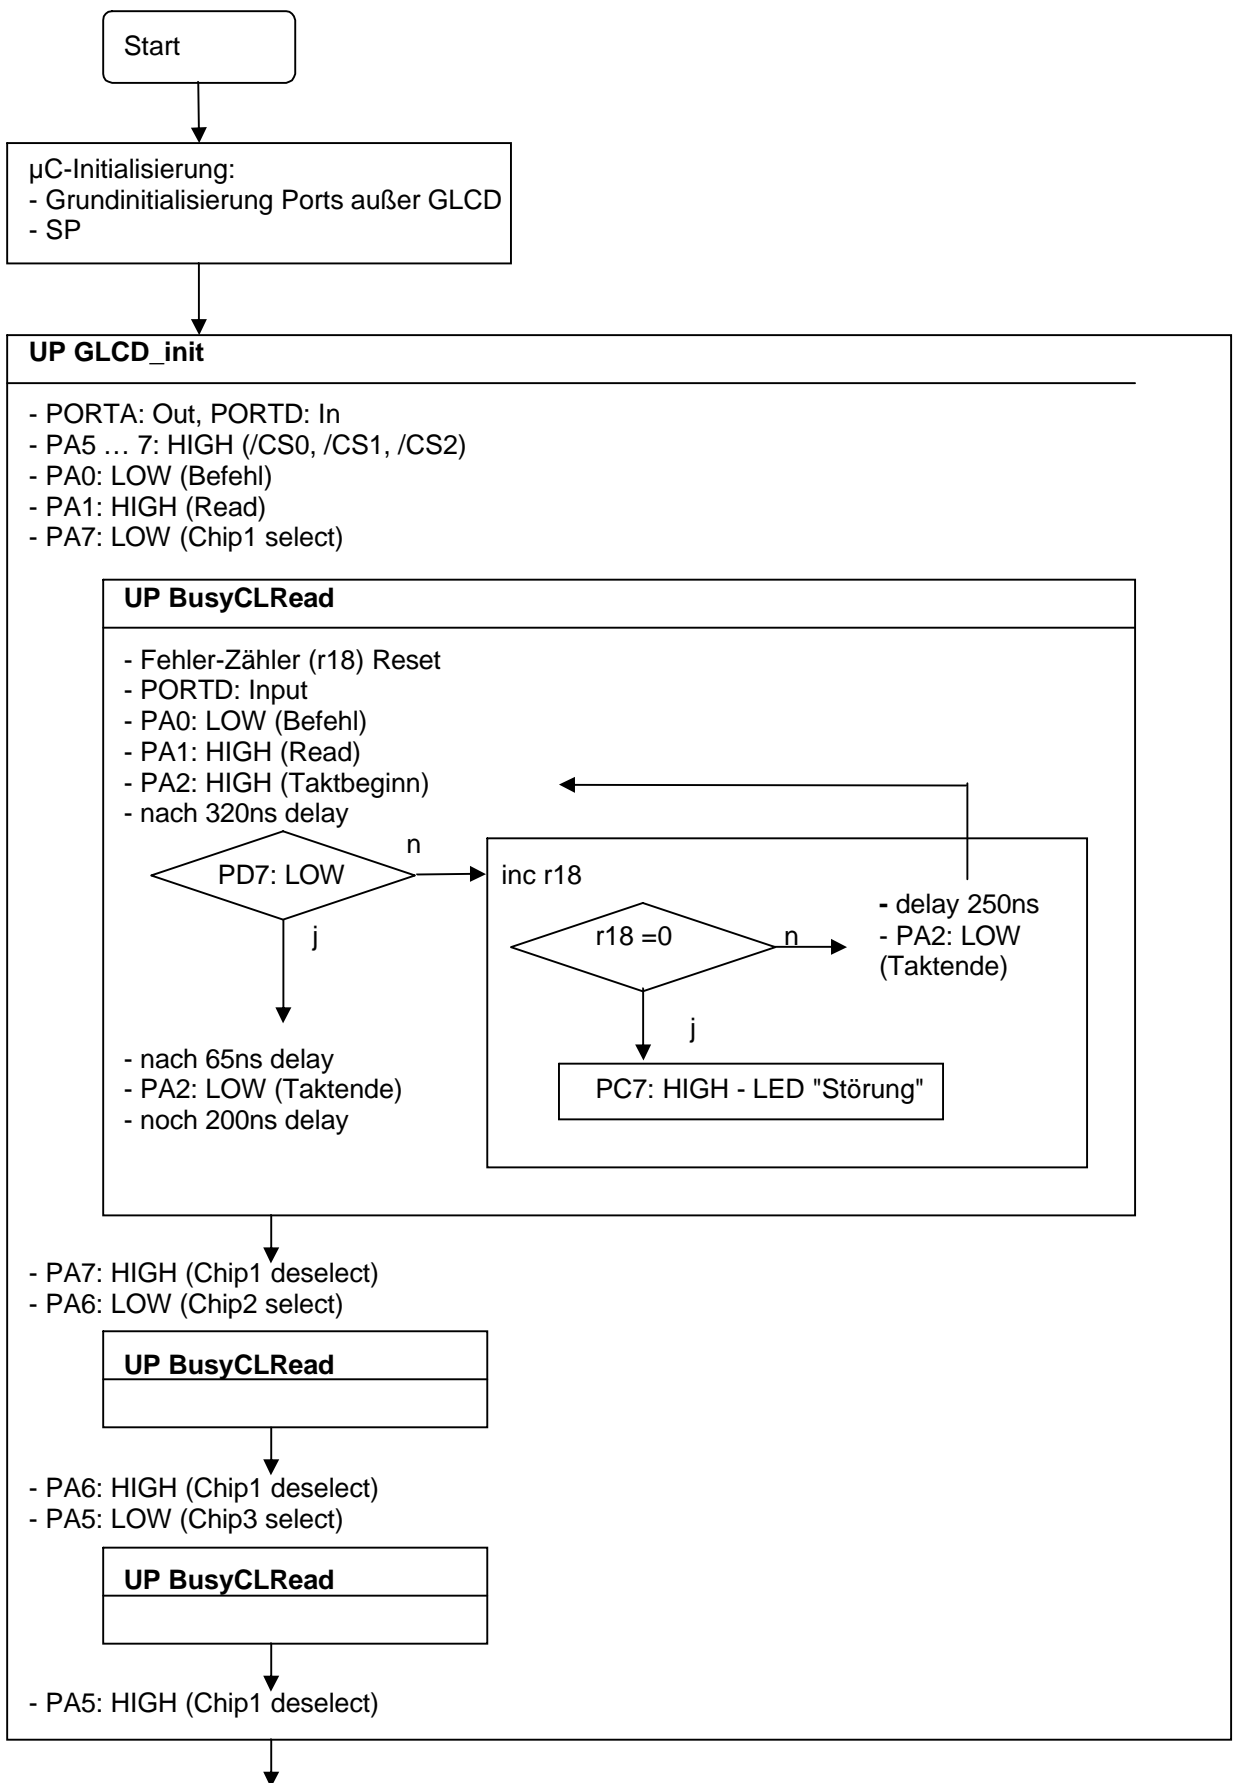 Start
µC-Initialisierung:
- Grundinitialisierung Ports außer GLCD
- SP
UP GLCD_init
- PORTA: Out, PORTD: In
- PA5 … 7: HIGH (/CS0, /CS1, /CS2)
- PA0: LOW (Befehl)
- PA1: HIGH (Read)
- PA7: LOW (Chip1 select)
UP BusyCLRead
- Fehler-Zähler (r18) Reset
- PORTD: Input
- PA0: LOW (Befehl)
- PA1: HIGH (Read)
- PA2: HIGH (Taktbeginn)
- nach 320ns delay
PD7: LOW
n
j
inc r18
r18 =0
n
j
- delay 250ns
- PA2: LOW
(Taktende)
PC7: HIGH - LED "Störung"
- nach 65ns delay
- PA2: LOW (Taktende)
- noch 200ns delay
- PA7: HIGH (Chip1 deselect)
- PA6: LOW (Chip2 select)
UP BusyCLRead
- PA6: HIGH (Chip1 deselect)
- PA5: LOW (Chip3 select)
UP BusyCLRead
- PA5: HIGH (Chip1 deselect)